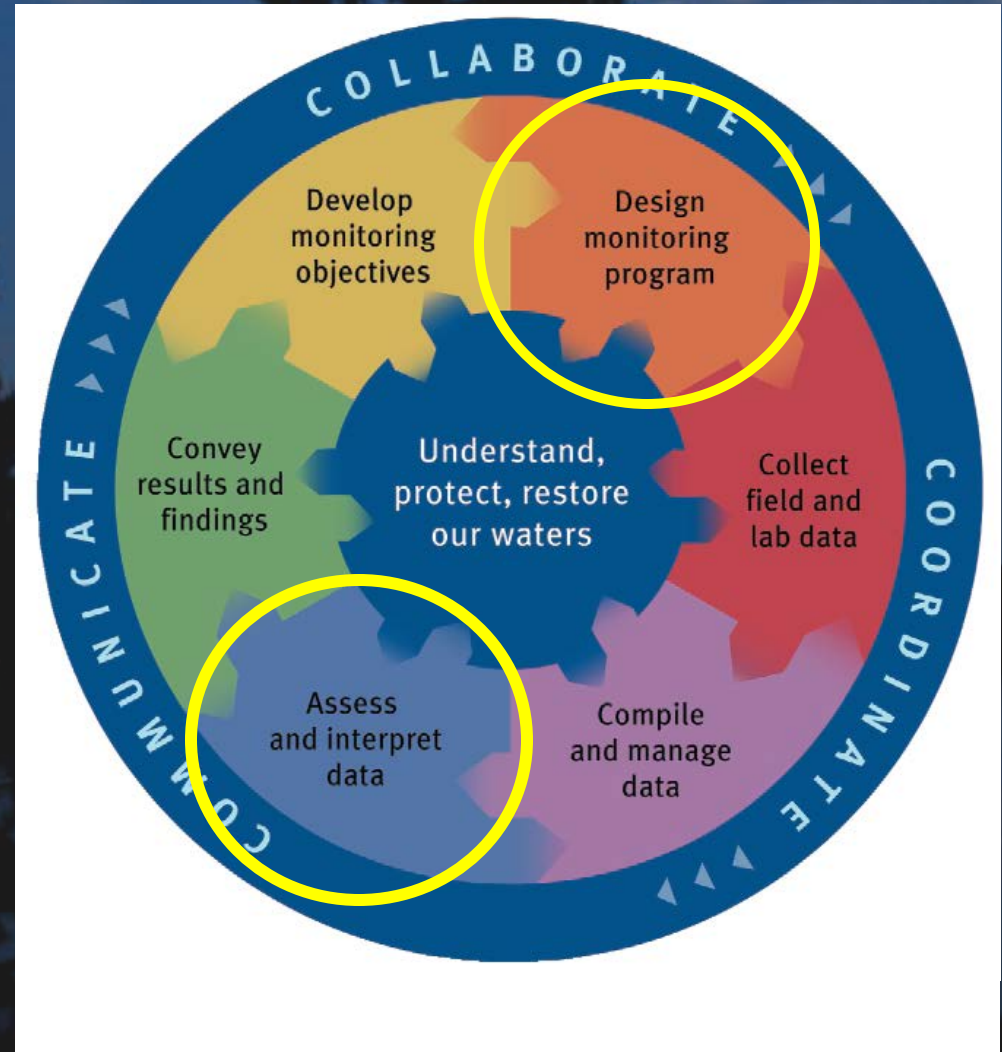 COLLABORATE
Develop
monitoring
objectives
Design
monitoring
program
Convey
results and
findings
Understand,
protect, restore
our waters
Collect
field and
lab data
Assess
and interpret
data
Compile
and manage
data
COORDINATE
COMMUNICATE